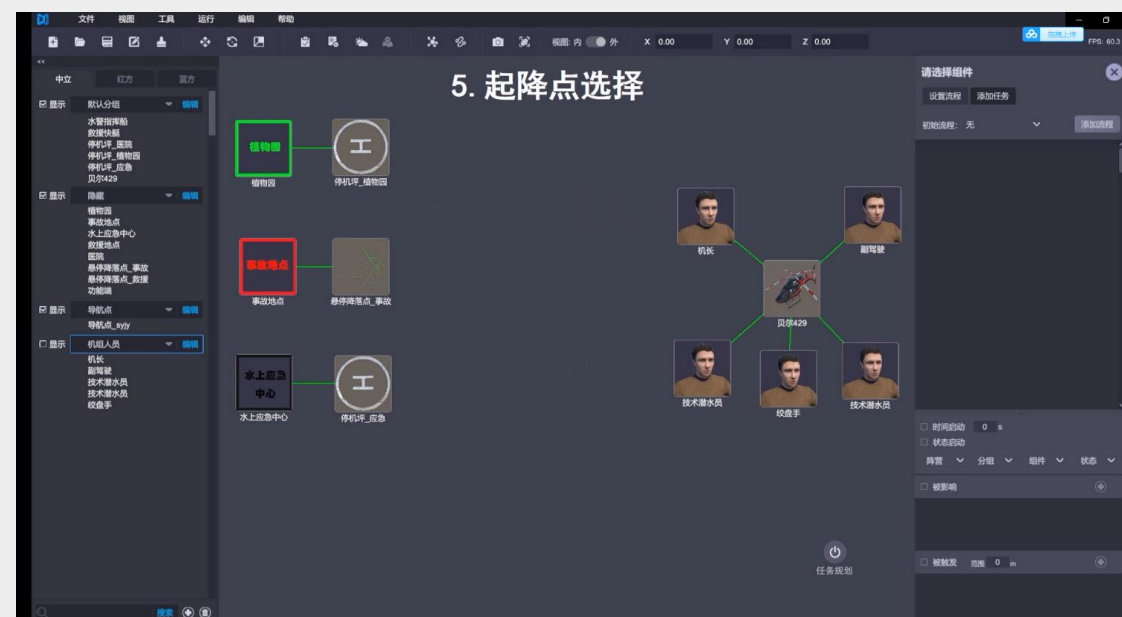 文件 视图 工具 运行 编辑 帮助
视图: 内 外 X 0.00 Y 0.00 Z 0.00
在线上传 FPS: 60.3
中立 红方 蓝方
显示 默认分组 编辑
水警指挥船
救援快艇
停机坪_医院
停机坪_植物园
停机坪_应急
贝尔429
显示 隐藏 编辑
植物园
事故地点
水上应急中心
救援地点
医院
悬停降落点_事故
悬停降落点_救援
功能端
显示 导航点 编辑
导航点_syjy
显示 机组人员 编辑
机长
副驾驶
技术潜水员
技术潜水员
绞盘手
搜索
5. 起降点选择
植物园
植物园
停机坪_植物园
事故地点
事故地点
悬停降落点_事故
水上应急
中心
水上应急中心
停机坪_应急
机长
副驾驶
贝尔429
技术潜水员
绞盘手
技术潜水员
任务规划
请选择组件
设置流程 添加任务
初始流程: 无 添加流程
时间启动 0 s
状态启动
阵营 分组 组件 状态
被影响
被触发 范围 0 m